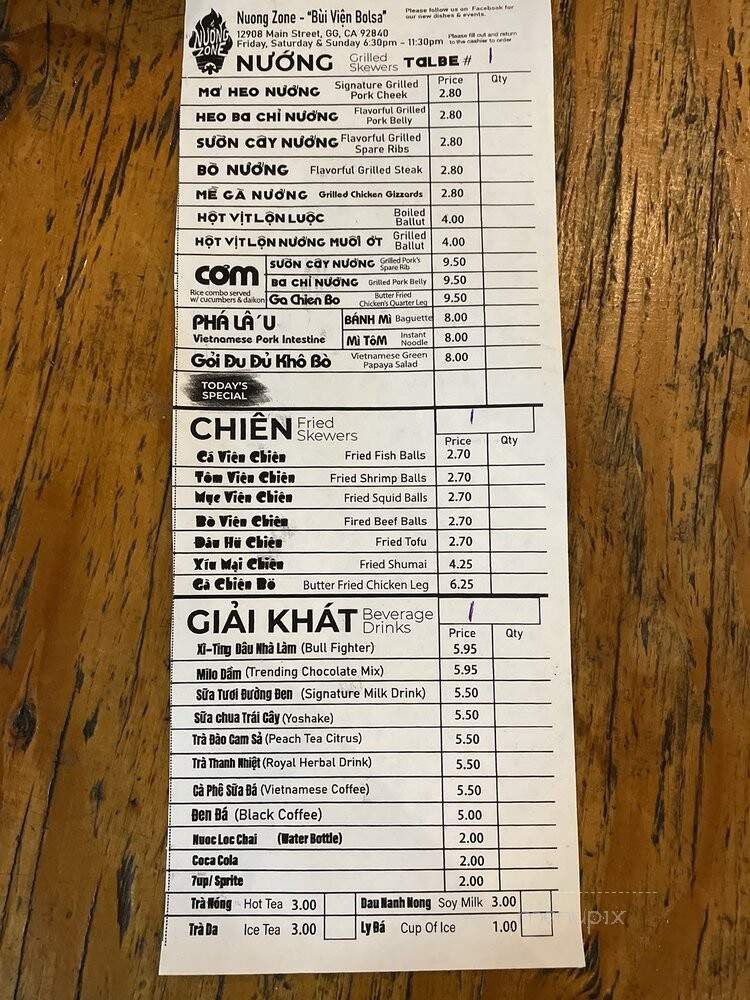 NƯỚNG ZONE
Nuong Zone - "Bùi Viện Bolsa"
12908 Main Street, GG, CA 92840
Friday, Saturday & Sunday 6:30pm - 11:30pm
Please follow us on Facebook for
our new dishes & events.
Please fill out and return
to the cashier to order
NƯỚNG Grilled Skewers TALBE # 1
Price Qty
MÁ HEO NƯỚNG Signature Grilled Pork Cheek 2.80
HEO BA CHỈ NƯỚNG Flavorful Grilled Pork Belly 2.80
SƯỜN CÂY NƯỚNG Flavorful Grilled Spare Ribs 2.80
BÒ NƯỚNG Flavorful Grilled Steak 2.80
MỀ GÀ NƯỚNG Grilled Chicken Gizzards 2.80
HỘT VỊT LỘN LUỘC Boiled Ballut 4.00
HỘT VỊT LỘN NƯỚNG MUỐI ỚT Grilled Ballut 4.00
CƠM
Rice combo served
w/ cucumbers & daikon
SƯỜN CÂY NƯỚNG Grilled Pork's Spare Rib 9.50
BA CHỈ NƯỚNG Grilled Pork Belly 9.50
Ga Chien Bo Butter Fried Chicken's Quarter Leg 9.50
PHÁ LẤU
Vietnamese Pork Intestine
BÁNH Mì Baguette 8.00
Mì TÔM Instant Noodle 8.00
Gỏi Đu Đủ Khô Bò Vietnamese Green Papaya Salad 8.00
TODAY'S
SPECIAL
CHIÊN Fried Skewers 1
Price Qty
Cá Viên Chiên Fried Fish Balls 2.70
Tôm Viên Chiên Fried Shrimp Balls 2.70
Mực Viên Chiên Fried Squid Balls 2.70
Bò Viên Chiên Fired Beef Balls 2.70
Đâu Hũ Chiên Fried Tofu 2.70
Xíu Mại Chiên Fried Shumai 4.25
Gà Chiên Bö Butter Fried Chicken Leg 6.25
GIẢI KHÁT Beverage Drinks 1
Price Qty
Xi-Ting Dâu Nhà Làm (Bull Fighter) 5.95
Milo Dầm (Trending Chocolate Mix) 5.95
Sữa Tươi Đường Đen (Signature Milk Drink) 5.50
Sữa chua Trái Cây (Yoshake) 5.50
Trà Đào Cam Sả (Peach Tea Citrus) 5.50
Trà Thanh Nhiệt (Royal Herbal Drink) 5.50
Cà Phê Sữa Đá (Vietnamese Coffee) 5.50
Đen Đá (Black Coffee) 5.00
Nuoc Loc Chai (Water Bottle) 2.00
Coca Cola 2.00
7up/ Sprite 2.00
Trà Nóng Hot Tea 3.00 Dau Nanh Nong Soy Milk 3.00
Trà Da Ice Tea 3.00 Ly Đá Cup Of Ice 1.00